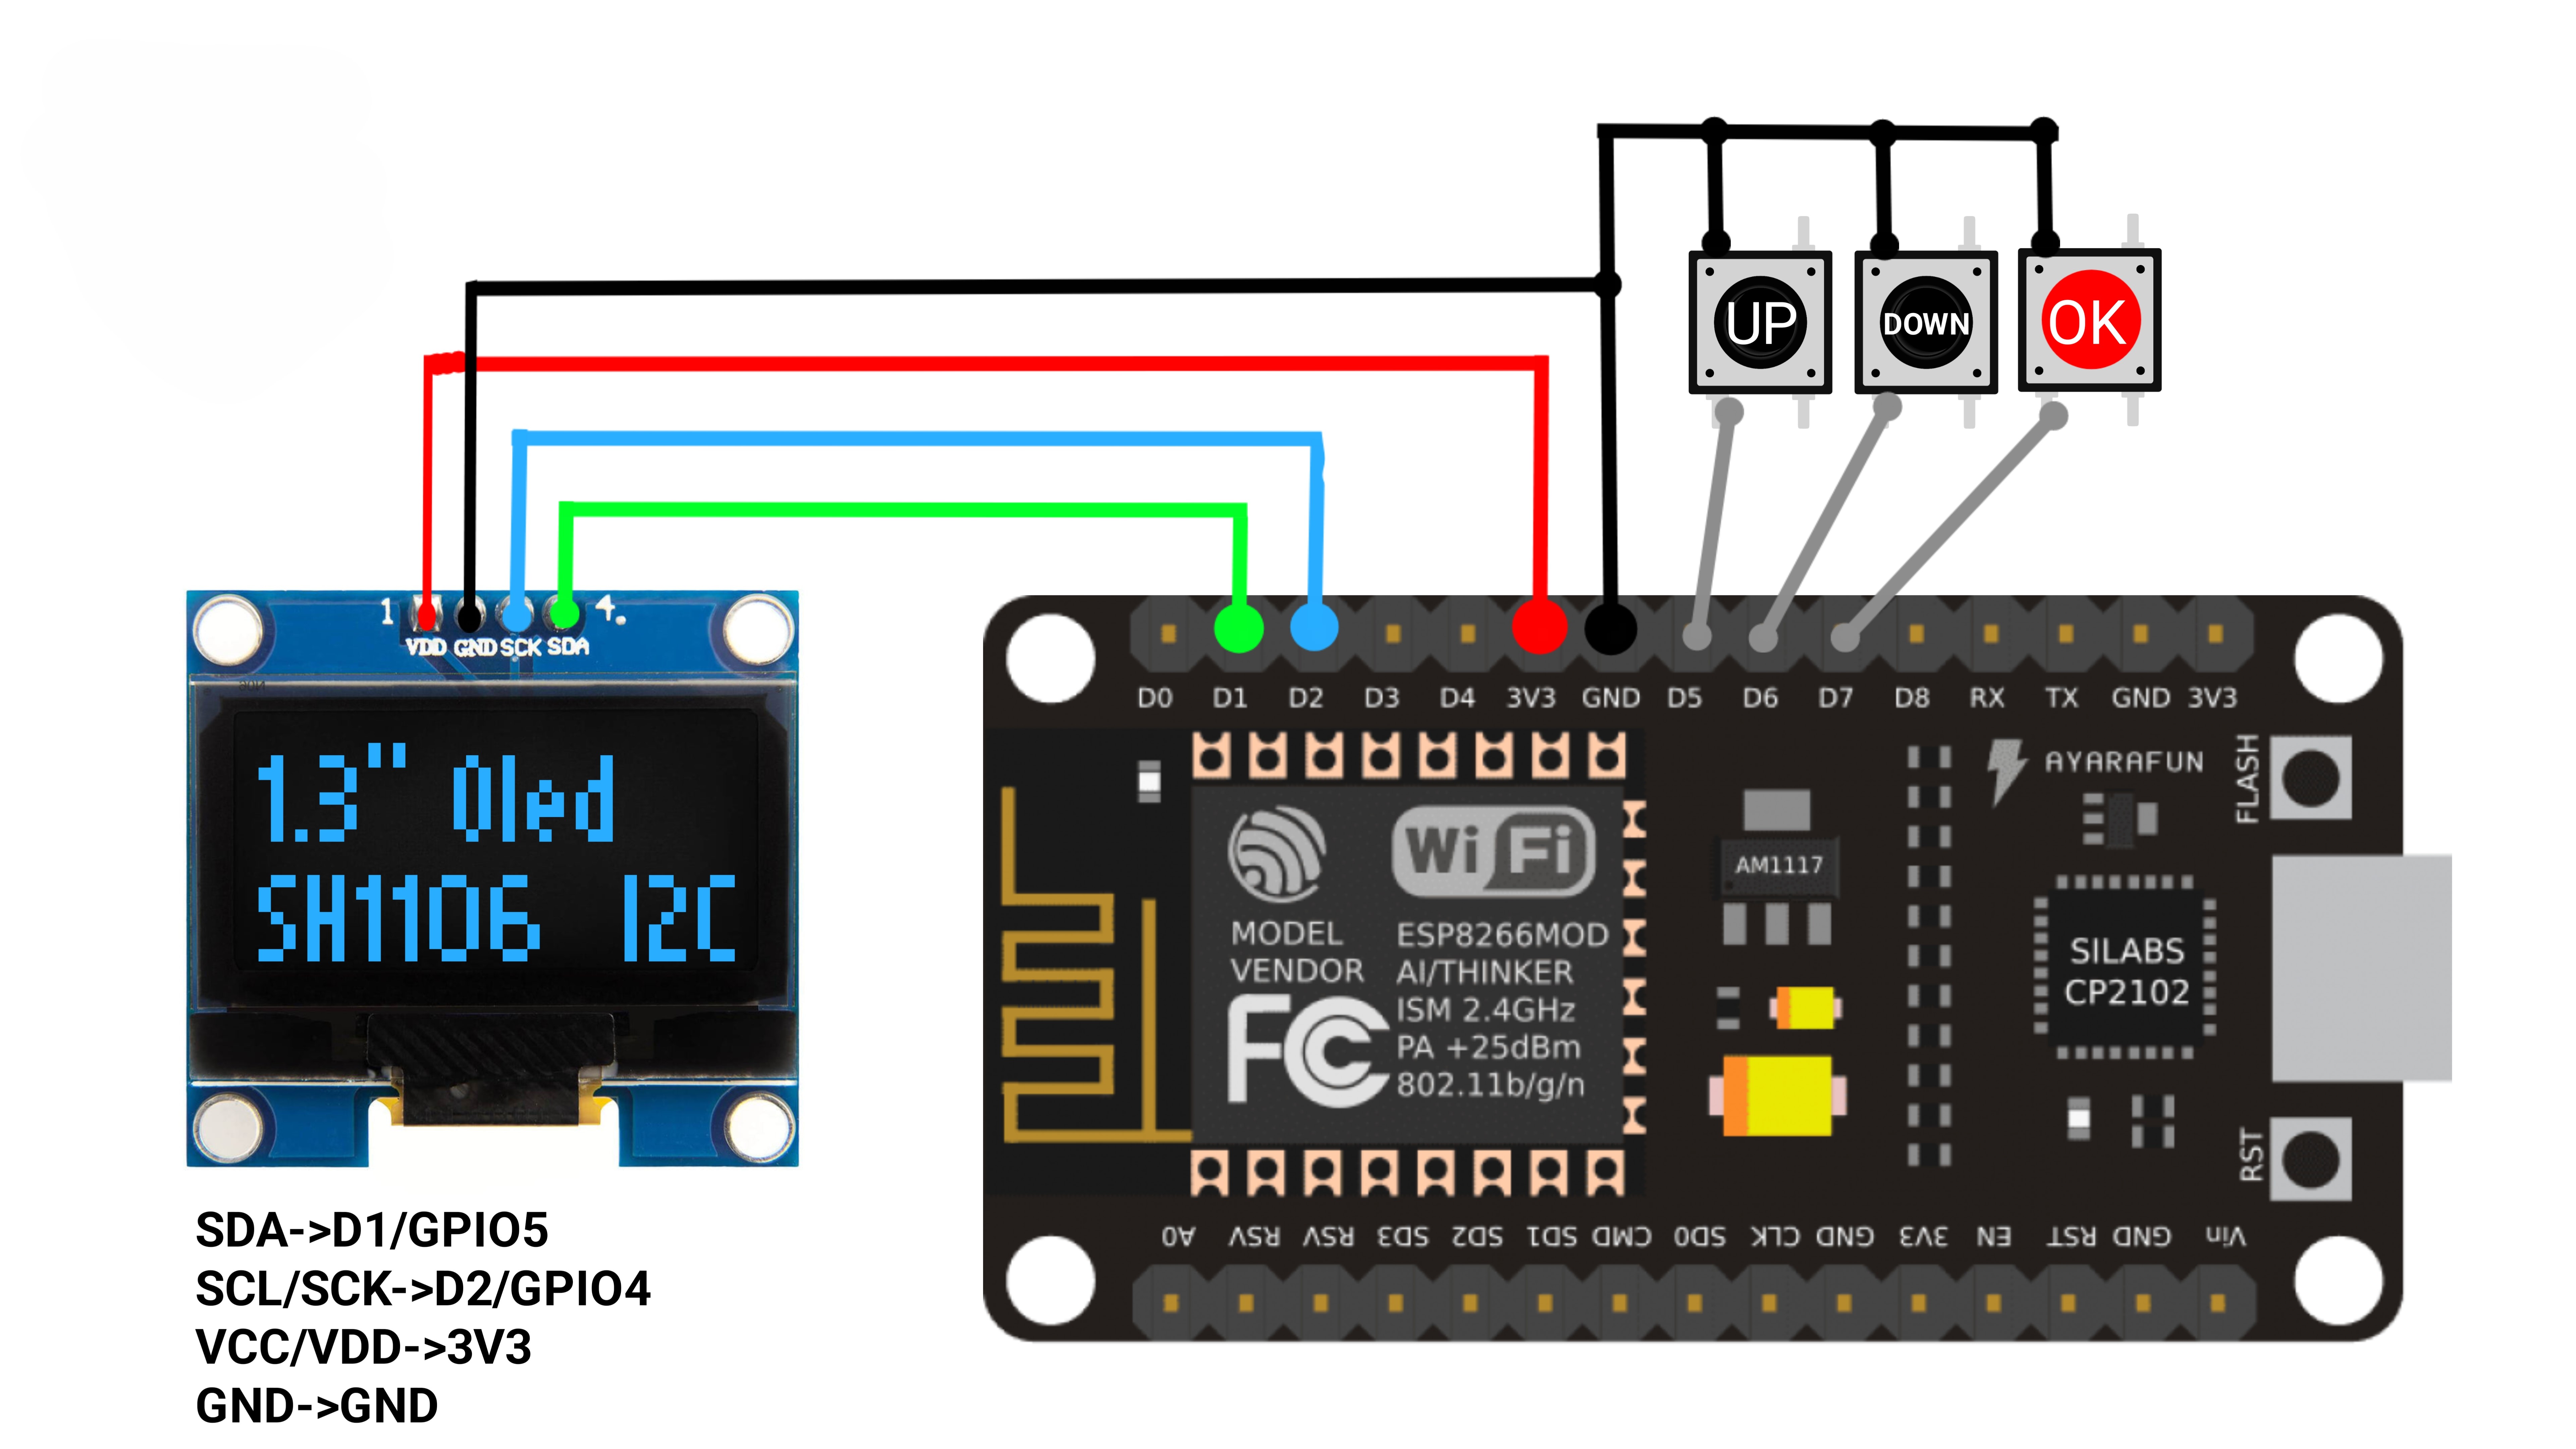 UP
DOWN
OK
1
4.
VDD GND SCK SDA
1.3" Oled
SH1106 I2C
SDA->D1/GPIO5
SCL/SCK->D2/GPIO4
VCC/VDD->3V3
GND->GND
D0 D1 D2 D3 D4 3V3 GND D5 D6 D7 D8 RX TX GND 3V3
AYARAFUN
FLASH
WiFi
AM1117
MODEL ESP8266MOD
VENDOR AI/THINKER
ISM 2.4GHz
PA +25dBm
802.11b/g/n
FC
SILABS
CP2102
RST
A0 RSV RSV SD3 SD2 SD1 CMD SD0 CLK GND 3V3 EN RST GND Vin